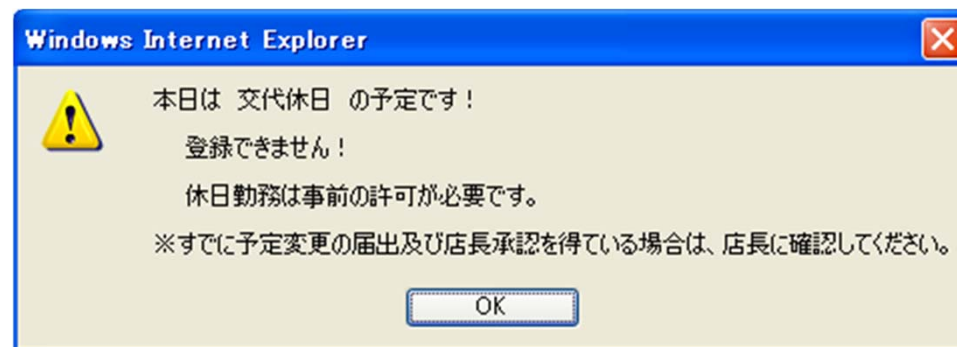 Windows Internet Explorer
本日は 交代休日 の予定です！
登録できません！
休日勤務は事前の許可が必要です。
※すでに予定変更の届出及び店長承認を得ている場合は、店長に確認してください。
OK